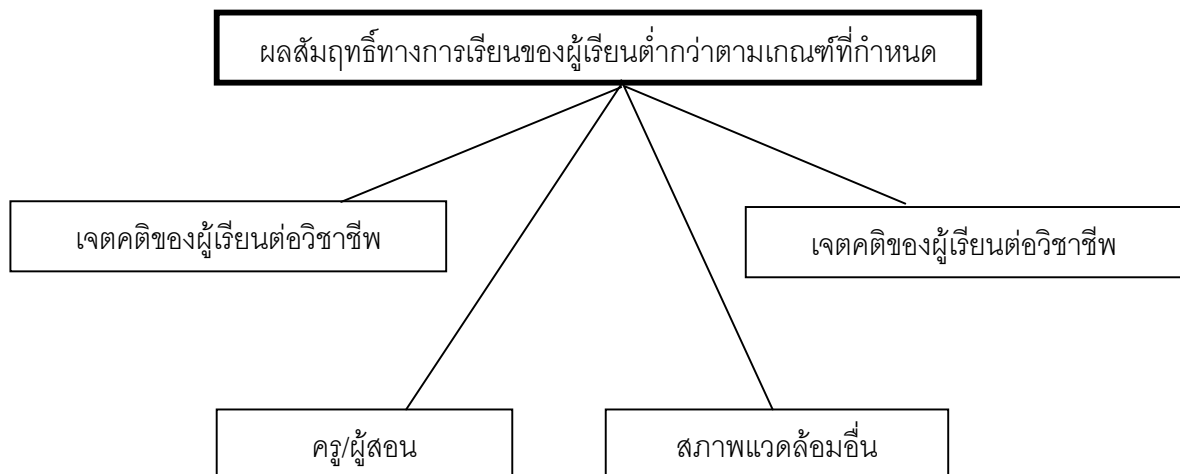 ผลสัมฤทธิ์ทางการเรียนของผู้เรียนต่ำกว่าตามเกณฑ์ที่กำหนด
เจตคติของผู้เรียนต่อวิชาชีพ
เจตคติของผู้เรียนต่อวิชาชีพ
ครู/ผู้สอน
สภาพแวดล้อมอื่น